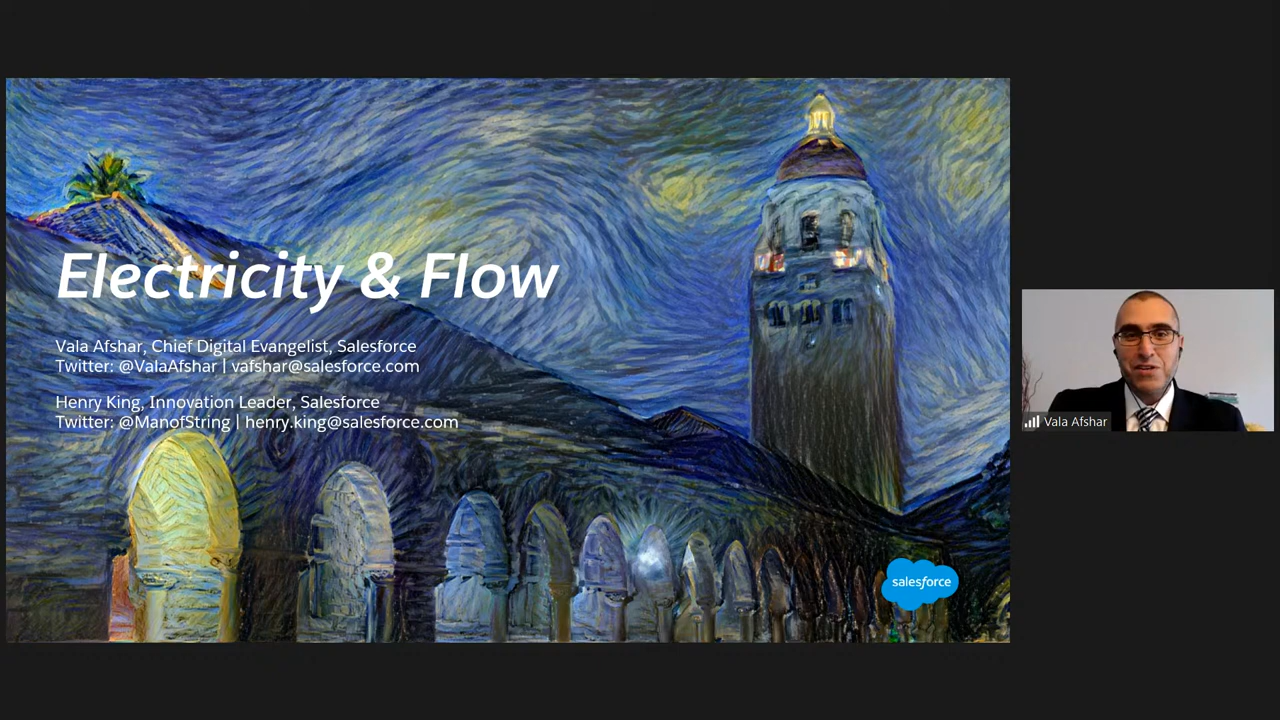 Electricity & Flow
Vala Afshar, Chief Digital Evangelist, Salesforce
Twitter: @ValaAfshar | vafshar@salesforce.com
Henry King, Innovation Leader, Salesforce
Twitter: @ManofString | henry.king@salesforce.com
salesforce
Vala Afshar